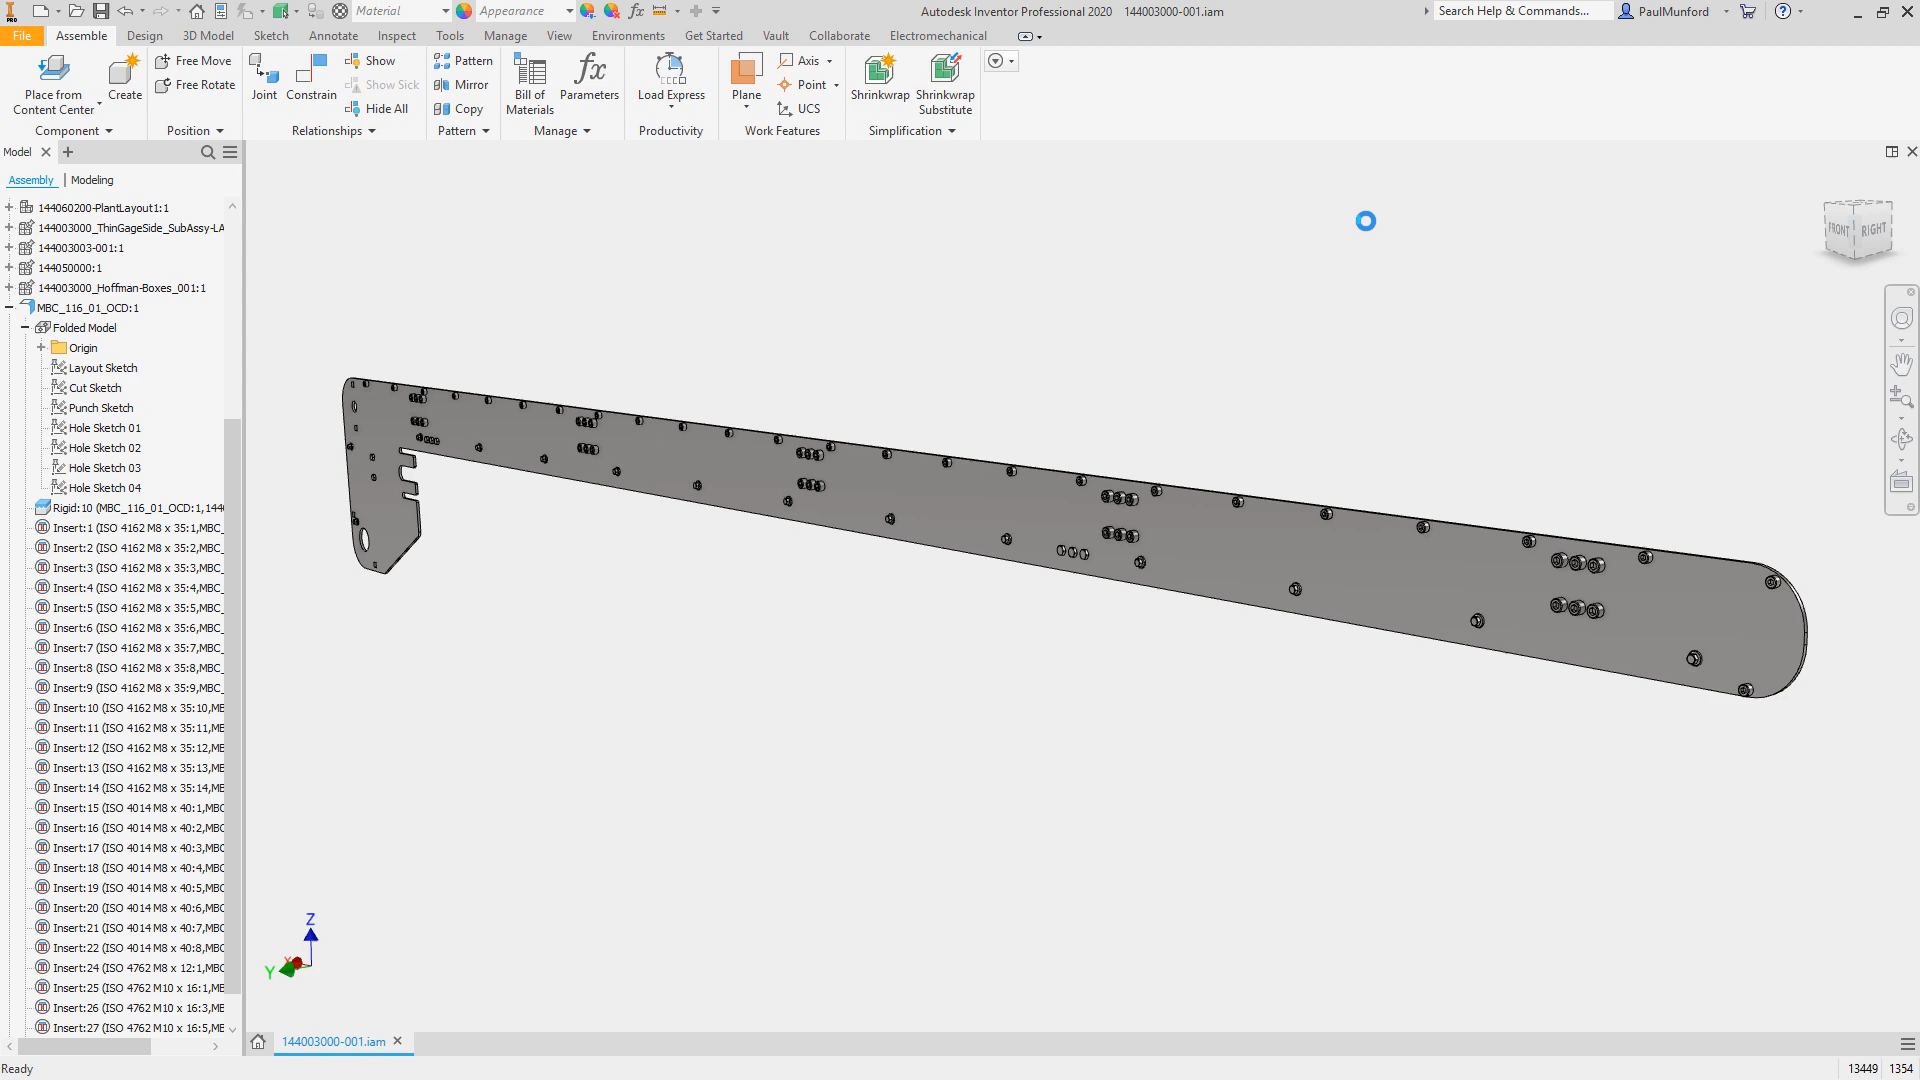 PRO
Material
Appearance
fx
Autodesk Inventor Professional 2020 144003000-001.iam
Search Help & Commands...
PaulMunford
File Assemble Design 3D Model Sketch Annotate Inspect Tools Manage View Environments Get Started Vault Collaborate Electromechanical
Place from Content Center
Create
Component
Free Move
Free Rotate
Position
Joint
Constrain
Show
Show Sick
Hide All
Relationships
Pattern
Mirror
Copy
Pattern
Bill of Materials
fx
Parameters
Manage
Load Express
Productivity
Plane
Axis
Point
UCS
Work Features
Shrinkwrap
Shrinkwrap Substitute
Simplification
Model
Assembly | Modeling
144060200-PlantLayout1:1
144003000_ThinGageSide_SubAssy-LA
144003003-001:1
144050000:1
144003000_Hoffman-Boxes_001:1
MBC_116_01_OCD:1
Folded Model
Origin
Layout Sketch
Cut Sketch
Punch Sketch
Hole Sketch 01
Hole Sketch 02
Hole Sketch 03
Hole Sketch 04
Rigid:10 (MBC_116_01_OCD:1,144
Insert:1 (ISO 4162 M8 x 35:1,MBC_
Insert:2 (ISO 4162 M8 x 35:2,MBC_
Insert:3 (ISO 4162 M8 x 35:3,MBC_
Insert:4 (ISO 4162 M8 x 35:4,MBC_
Insert:5 (ISO 4162 M8 x 35:5,MBC_
Insert:6 (ISO 4162 M8 x 35:6,MBC_
Insert:7 (ISO 4162 M8 x 35:7,MBC_
Insert:8 (ISO 4162 M8 x 35:8,MBC_
Insert:9 (ISO 4162 M8 x 35:9,MBC_
Insert:10 (ISO 4162 M8 x 35:10,MB
Insert:11 (ISO 4162 M8 x 35:11,MB
Insert:12 (ISO 4162 M8 x 35:12,MB
Insert:13 (ISO 4162 M8 x 35:13,MB
Insert:14 (ISO 4162 M8 x 35:14,MB
Insert:15 (ISO 4014 M8 x 40:1,MBC
Insert:16 (ISO 4014 M8 x 40:2,MBC
Insert:17 (ISO 4014 M8 x 40:3,MBC
Insert:18 (ISO 4014 M8 x 40:4,MBC
Insert:19 (ISO 4014 M8 x 40:5,MBC
Insert:20 (ISO 4014 M8 x 40:6,MBC
Insert:21 (ISO 4014 M8 x 40:7,MBC
Insert:22 (ISO 4014 M8 x 40:8,MBC
Insert:24 (ISO 4762 M8 x 12:1,MBC
Insert:25 (ISO 4762 M10 x 16:1,MB
Insert:26 (ISO 4762 M10 x 16:3,MB
Insert:27 (ISO 4762 M10 x 16:5,MB
FRONT RIGHT
Z
X
Y
144003000-001.iam
Ready
13449 1354